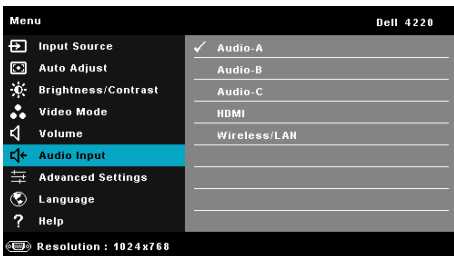 Menu
Dell 4220
Input Source
Auto Adjust
Brightness/Contrast
Video Mode
Volume
Audio Input
Advanced Settings
Language
Help
Audio-A
Audio-B
Audio-C
HDMI
Wireless/LAN
Resolution : 1024x768